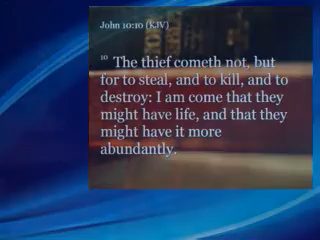 John 10:10 (KJV)
10 The thief cometh not, but
for to steal, and to kill, and to
destroy: I am come that they
might have life, and that they
might have it more
abundantly.